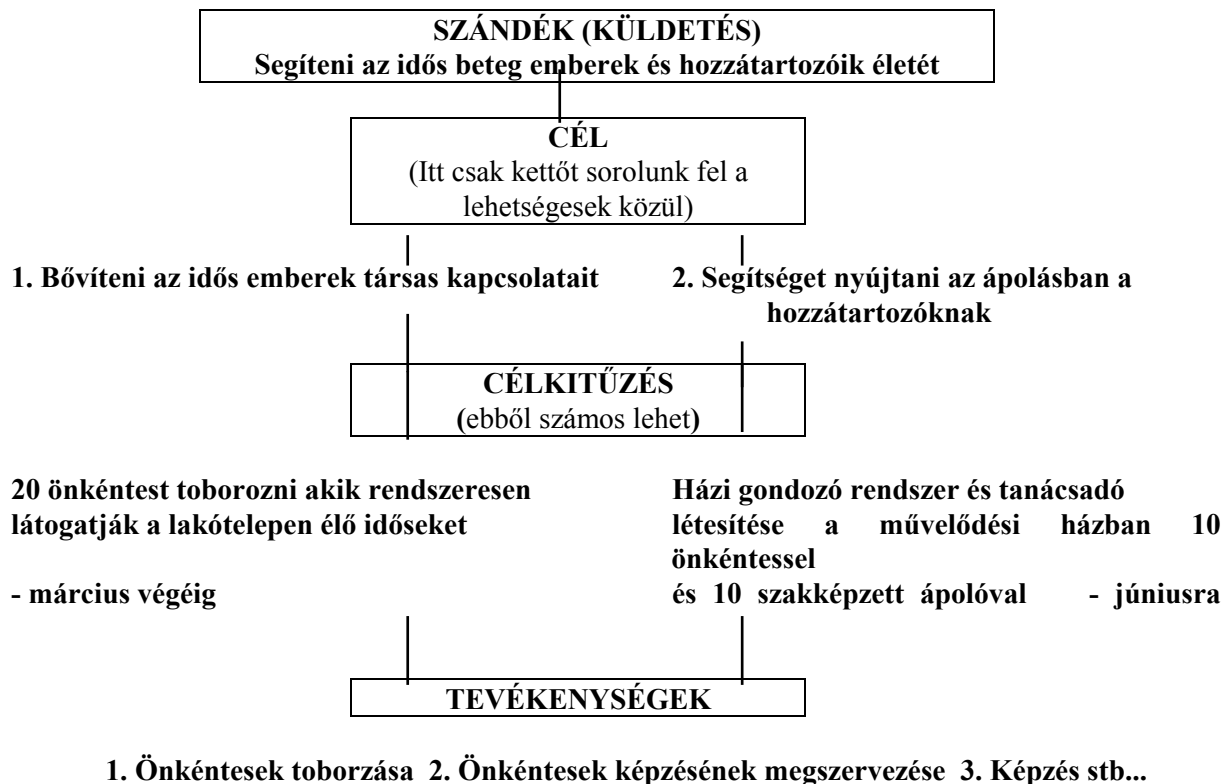 SZÁNDÉK (KÜLDETÉS)
Segíteni az idős beteg emberek és hozzátartozóik életét
CÉL
(Itt csak kettőt sorolunk fel a
lehetségesek közül)
1. Bővíteni az idős emberek társas kapcsolatait
2. Segítséget nyújtani az ápolásban a
hozzátartozóknak
CÉLKITŰZÉS
(ebből számos lehet)
20 önkéntest toborozni akik rendszeresen
látogatják a lakótelepen élő időseket
- március végéig
Házi gondozó rendszer és tanácsadó
létesítése a művelődési házban 10
önkéntessel
és 10 szakképzett ápolóval - júniusra
TEVÉKENYSÉGEK
1. Önkéntesek toborzása 2. Önkéntesek képzésének megszervezése 3. Képzés stb...